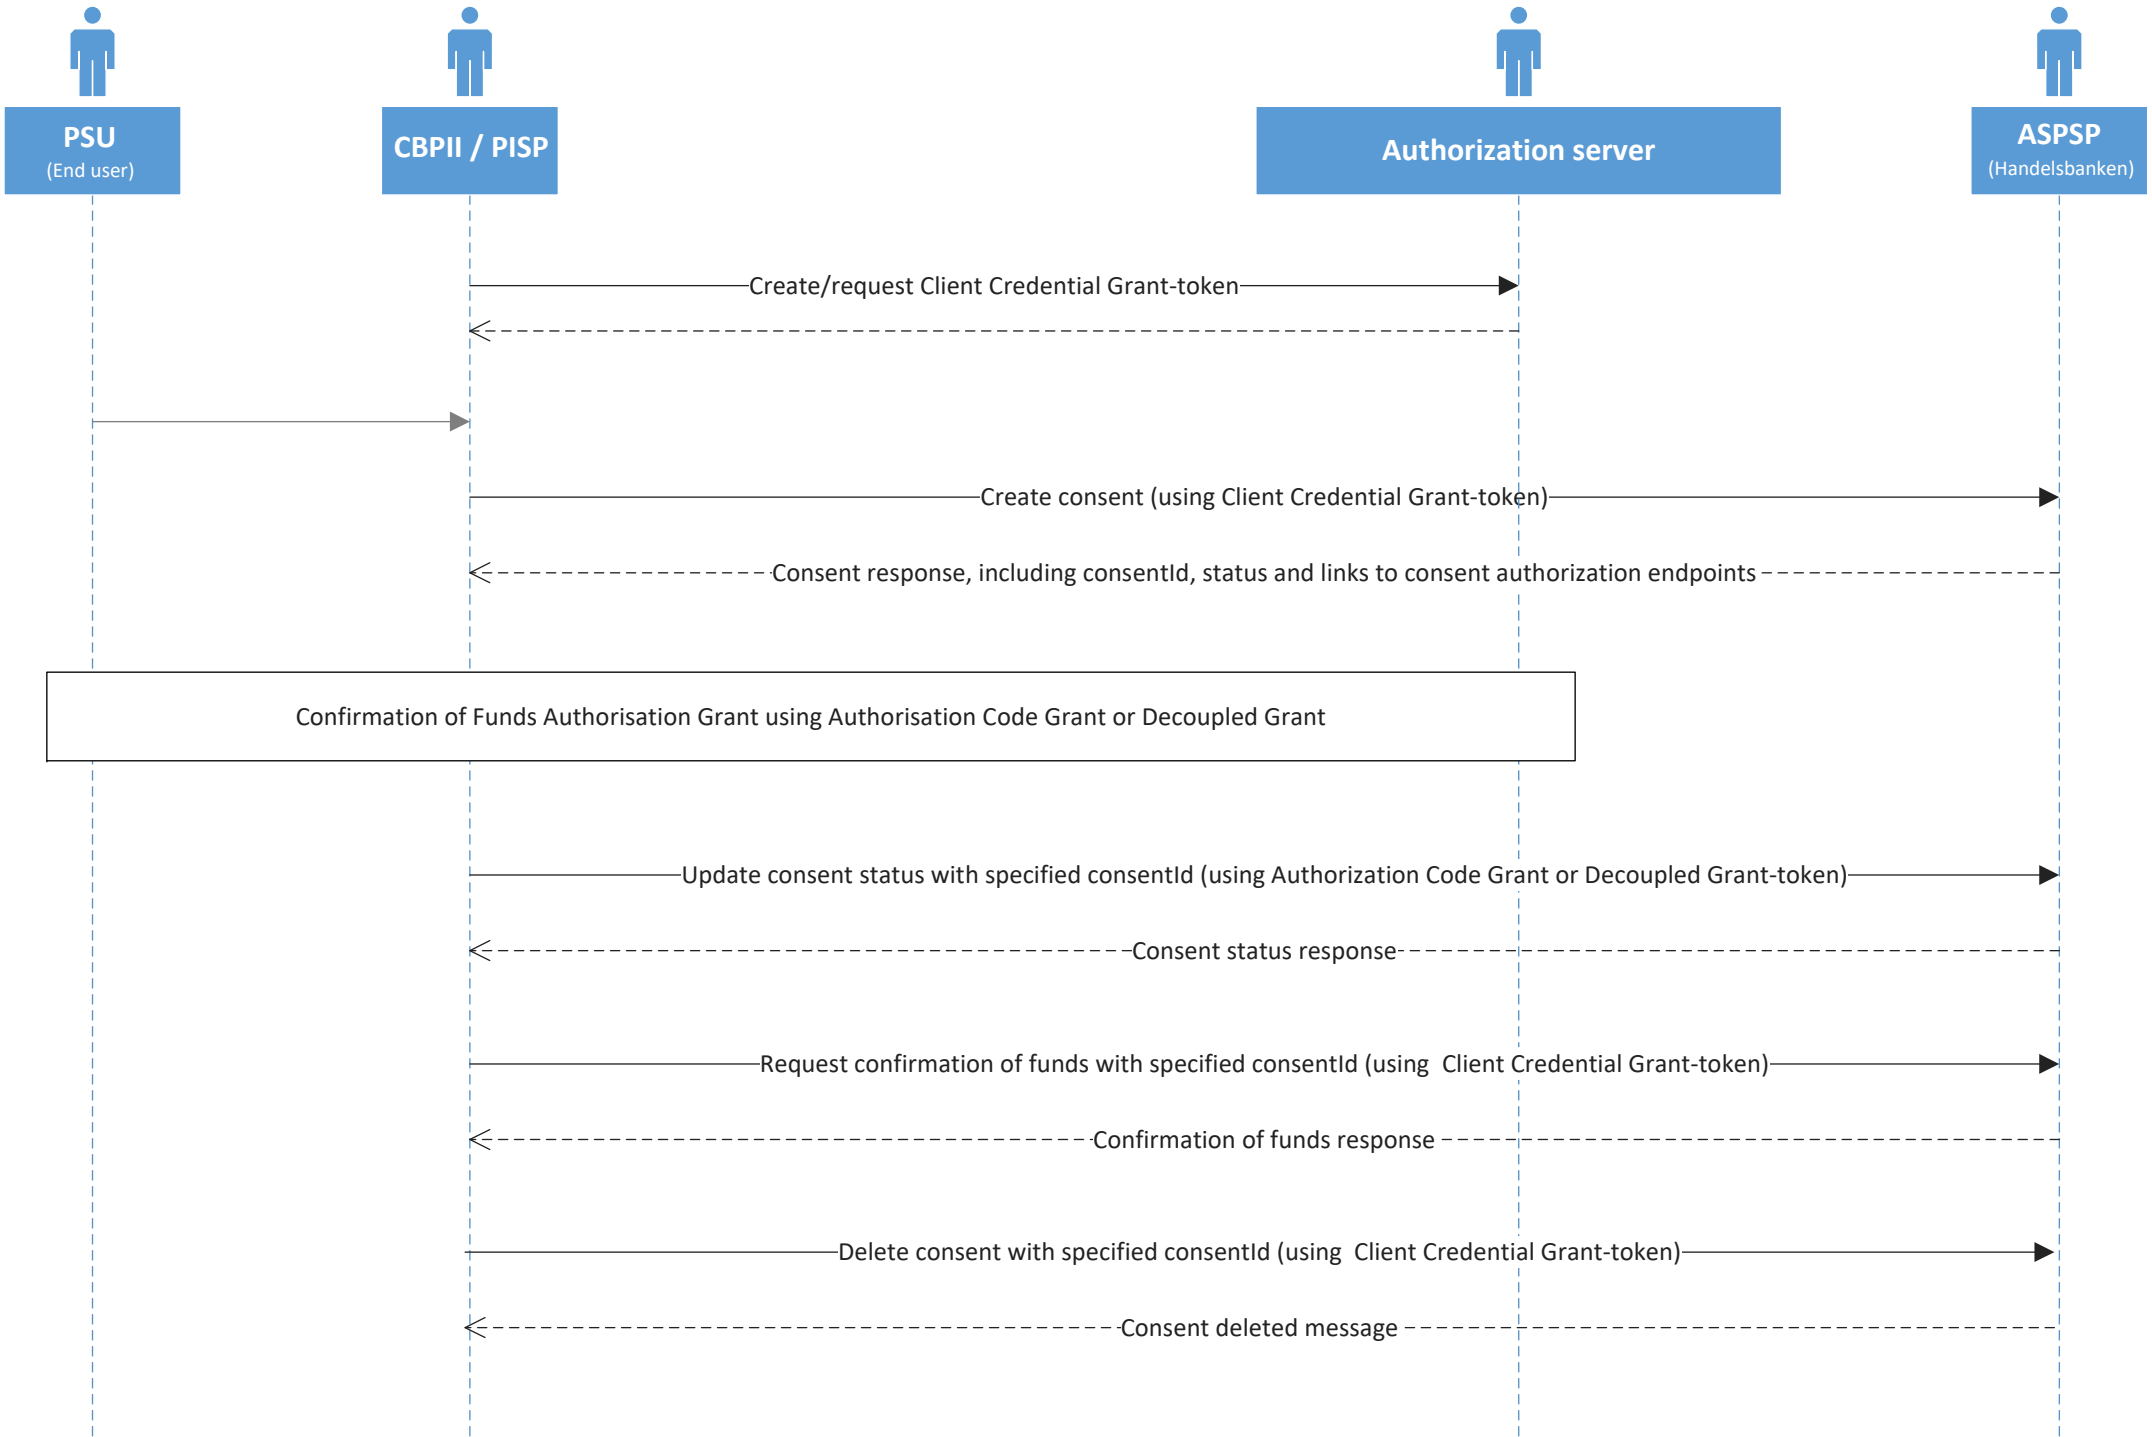 PSU
(End user)
CBPII / PISP
Authorization server
ASPSP
(Handelsbanken)
Create/request Client Credential Grant-token
Create consent (using Client Credential Grant-token)
Consent response, including consentId, status and links to consent authorization endpoints
Confirmation of Funds Authorisation Grant using Authorisation Code Grant or Decoupled Grant
Update consent status with specified consentId (using Authorization Code Grant or Decoupled Grant-token)
Consent status response
Request confirmation of funds with specified consentId (using  Client Credential Grant-token)
Confirmation of funds response
Delete consent with specified consentId (using  Client Credential Grant-token)
Consent deleted message